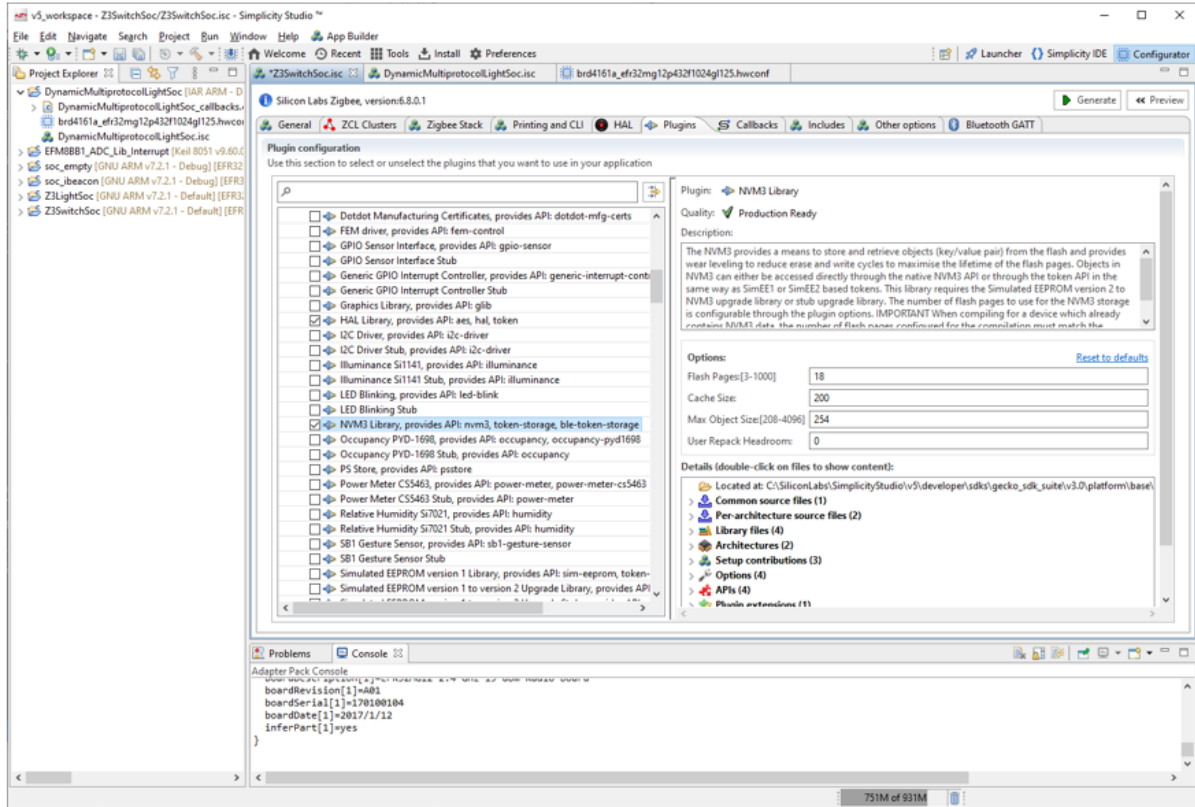 v5_workspace - Z3SwitchSoc/Z3SwitchSoc.isc - Simplicity Studio ™
File Edit Navigate Search Project Run Window Help App Builder
Welcome Recent Tools Install Preferences
Launcher Simplicity IDE Configurator
Project Explorer
DynamicMultiprotocolLightSoc [IAR ARM - D
DynamicMultiprotocolLightSoc_callbacks.
brd4161a_efr32mg12p432f1024gl125.hwco
DynamicMultiprotocolLightSoc.isc
EFM8BB1_ADC_Lib_Interrupt [Keil 8051 v9.60.0
soc_empty [GNU ARM v7.2.1 - Debug] [EFR32
soc_ibeacon [GNU ARM v7.2.1 - Debug] [EFR3
Z3LightSoc [GNU ARM v7.2.1 - Default] [EFR3.
Z3SwitchSoc [GNU ARM v7.2.1 - Default] [EFR
*Z3SwitchSoc.isc DynamicMultiprotocolLightSoc.isc brd4161a_efr32mg12p432f1024gl125.hwconf
Silicon Labs Zigbee, version:6.8.0.1
Generate Preview
General ZCL Clusters Zigbee Stack Printing and CLI HAL Plugins Callbacks Includes Other options Bluetooth GATT
Plugin configuration
Use this section to select or unselect the plugins that you want to use in your application
Dotdot Manufacturing Certificates, provides API: dotdot-mfg-certs
FEM driver, provides API: fem-control
GPIO Sensor Interface, provides API: gpio-sensor
GPIO Sensor Interface Stub
Generic GPIO Interrupt Controller, provides API: generic-interrupt-cont
Generic GPIO Interrupt Controller Stub
Graphics Library, provides API: glib
HAL Library, provides API: aes, hal, token
I2C Driver, provides API: i2c-driver
I2C Driver Stub, provides API: i2c-driver
Illuminance Si1141, provides API: illuminance
Illuminance Si1141 Stub, provides API: illuminance
LED Blinking, provides API: led-blink
LED Blinking Stub
NVM3 Library, provides API: nvm3, token-storage, ble-token-storage
Occupancy PYD-1698, provides API: occupancy, occupancy-pyd1698
Occupancy PYD-1698 Stub, provides API: occupancy
PS Store, provides API: psstore
Power Meter CS5463, provides API: power-meter, power-meter-cs5463
Power Meter CS5463 Stub, provides API: power-meter
Relative Humidity Si7021, provides API: humidity
Relative Humidity Si7021 Stub, provides API: humidity
SB1 Gesture Sensor, provides API: sb1-gesture-sensor
SB1 Gesture Sensor Stub
Simulated EEPROM version 1 Library, provides API: sim-eeprom, token-
Simulated EEPROM version 1 to version 2 Upgrade Library, provides API
Plugin: NVM3 Library
Quality: Production Ready
Description:
The NVM3 provides a means to store and retrieve objects (key/value pair) from the flash and provides
wear leveling to reduce erase and write cycles to maximise the lifetime of the flash pages. Objects in
NVM3 can either be accessed directly through the native NVM3 API or through the token API in the
same way as SimEE1 or SimEE2 based tokens. This library requires the Simulated EEPROM version 2 to
NVM3 upgrade library or stub upgrade library. The number of flash pages to use for the NVM3 storage
is configurable through the plugin options. IMPORTANT When compiling for a device which already
contains NVM3 data, the number of flash pages configured for the compilation must match the
Options: Reset to defaults
Flash Pages:[3-1000] 18
Cache Size: 200
Max Object Size:[208-4096] 254
User Repack Headroom: 0
Details (double-click on files to show content):
Located at: C:\SiliconLabs\SimplicityStudio\v5\developer\sdks\gecko_sdk_suite\v3.0\platform\base\
Common source files (1)
Per-architecture source files (2)
Library files (4)
Architectures (2)
Setup contributions (3)
Options (4)
APIs (4)
Plugin extensions (1)
Problems Console
Adapter Pack Console
boardRevision[1]=A01
boardSerial[1]=170100104
boardDate[1]=2017/1/12
inferPart[1]=yes
}
751M of 931M